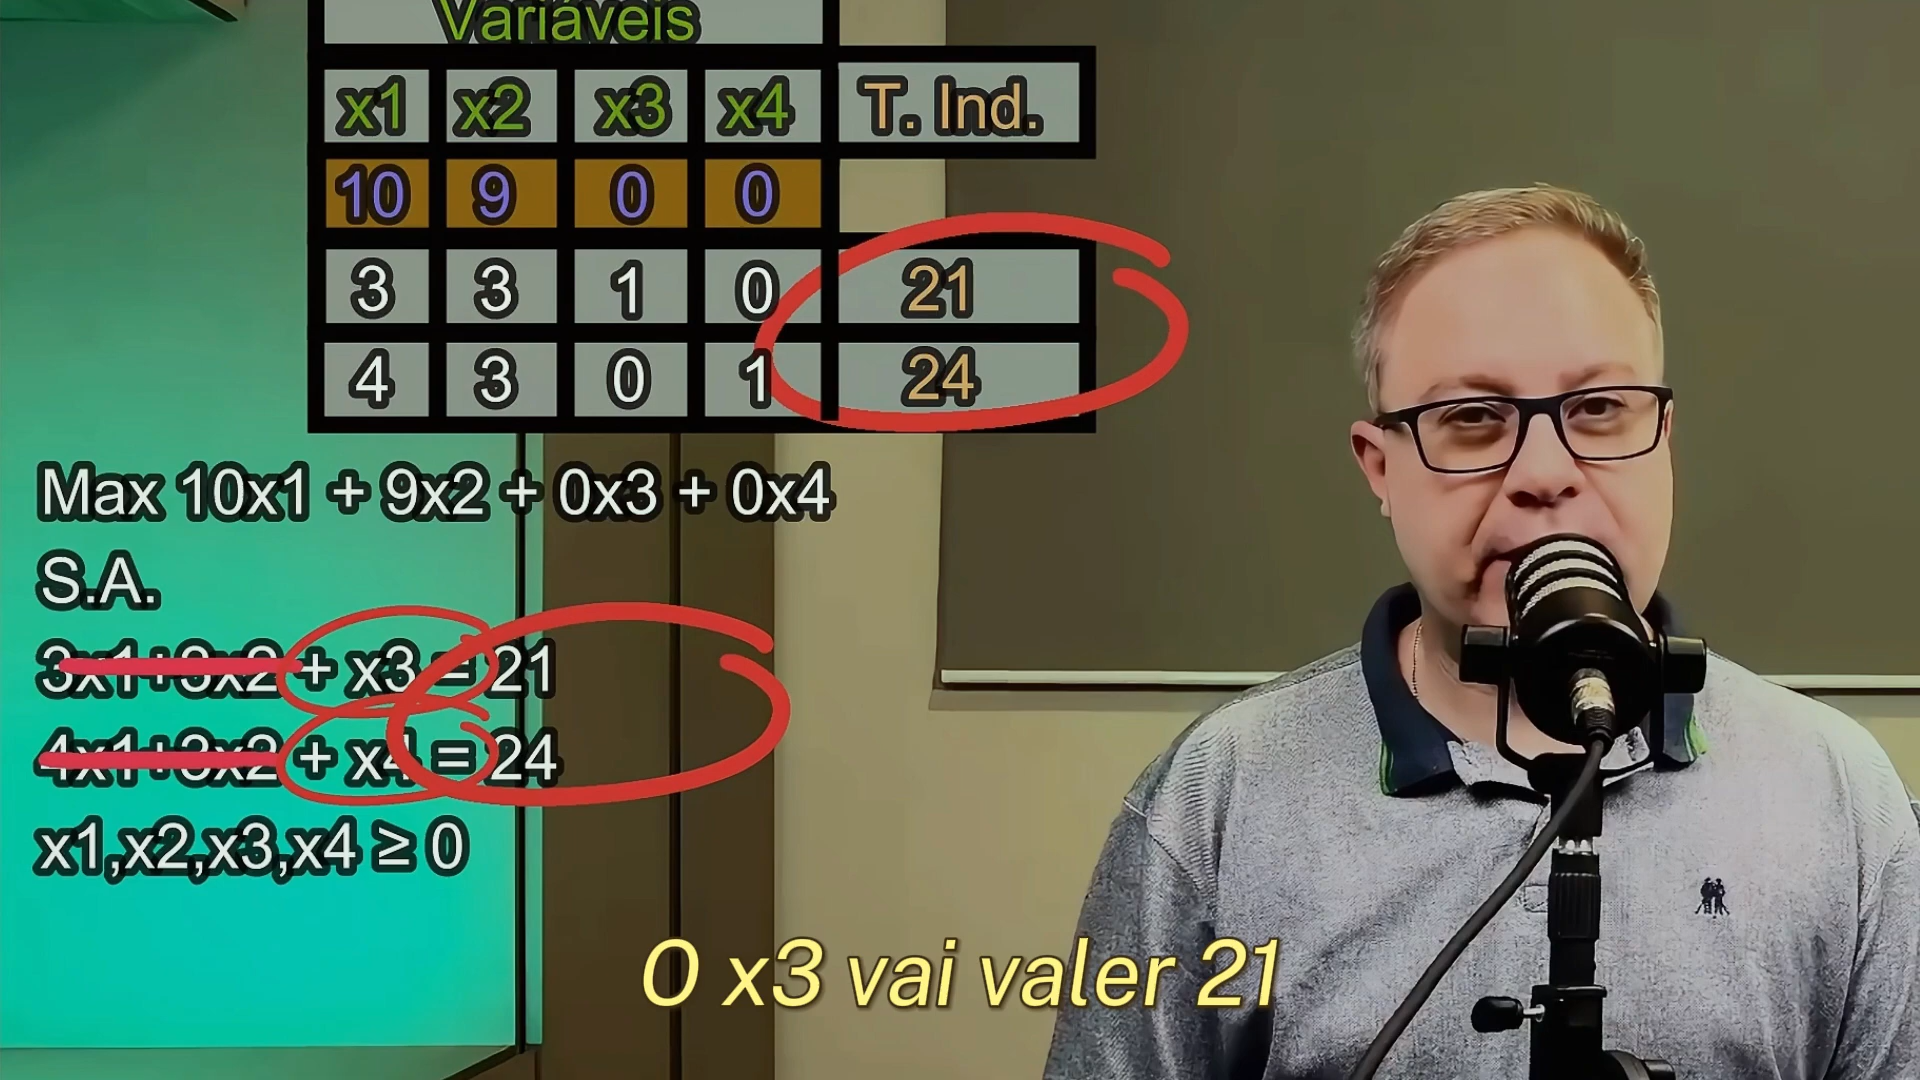 Variáveis
x1 x2 x3 x4 T. Ind.
10 9 0 0
3 3 1 0 21
4 3 0 1 24
Max 10x1 + 9x2 + 0x3 + 0x4
S.A.
3x1+3x2 + x3 = 21
4x1+3x2 + x4 = 24
x1,x2,x3,x4 ≥ 0
O x3 vai valer 21